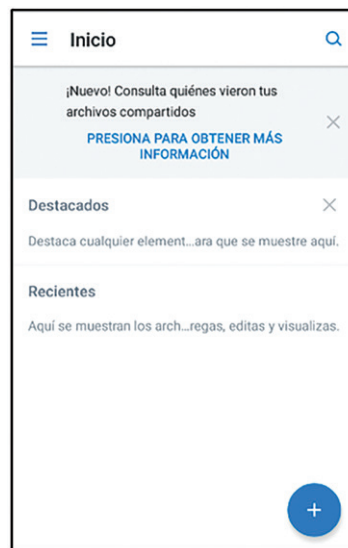 Inicio
¡Nuevo! Consulta quiénes vieron tus
archivos compartidos
PRESIONA PARA OBTENER MÁS
INFORMACIÓN
Destacados
Destaca cualquier element...ara que se muestre aquí.
Recientes
Aquí se muestran los arch...regas, editas y visualizas.